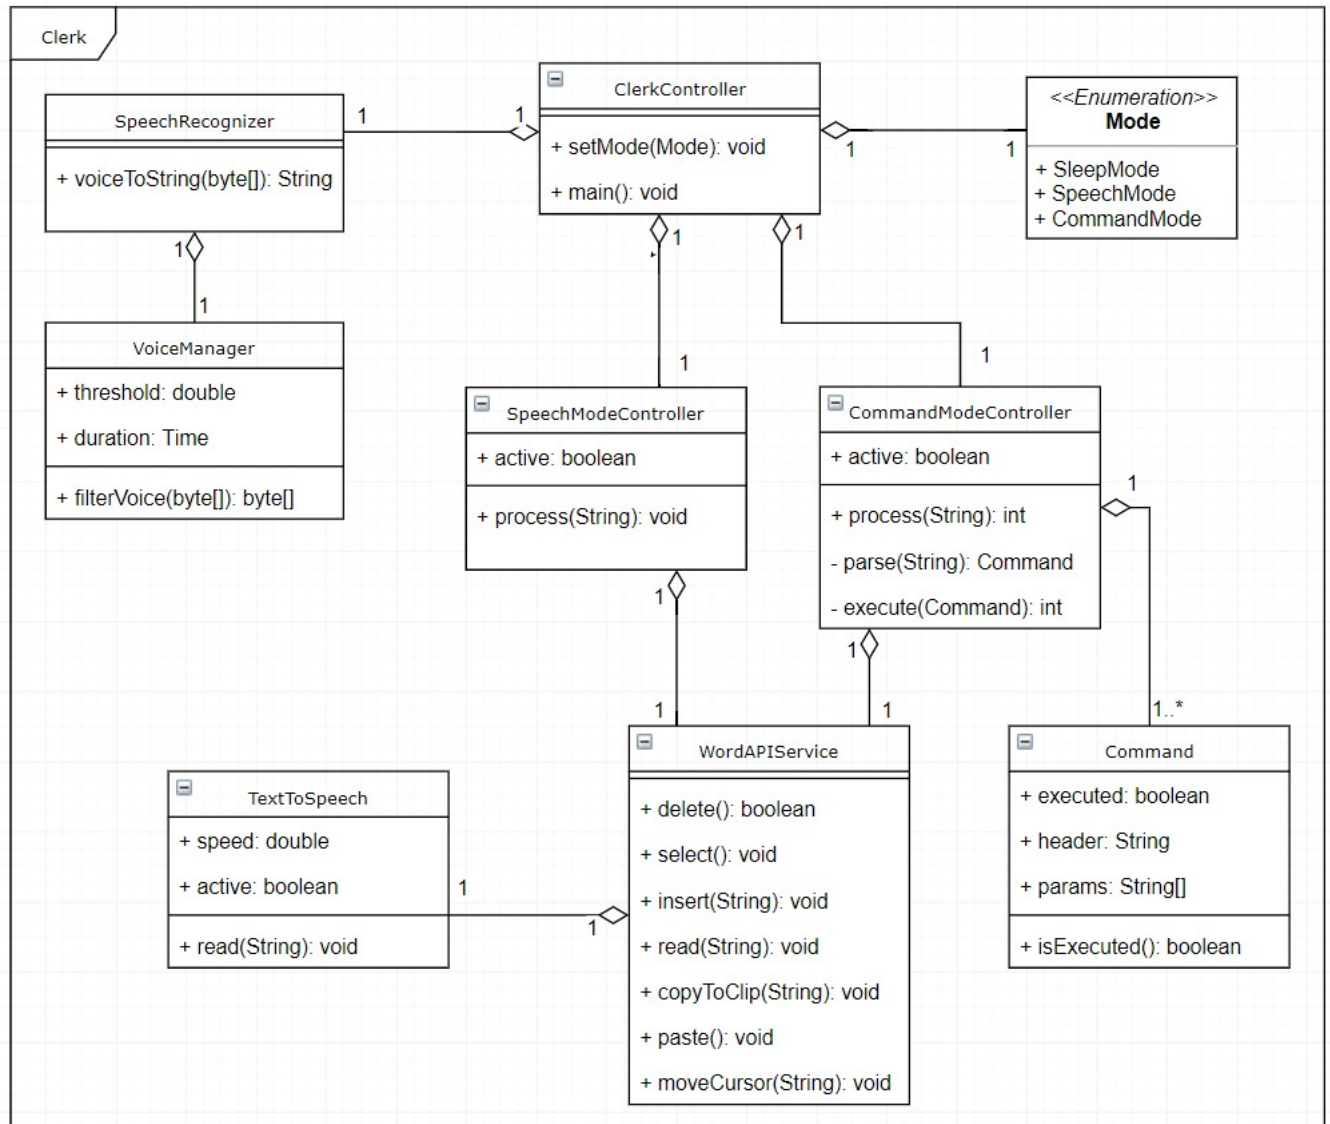 Clerk
SpeechRecognizer
+ voiceToString(byte[]): String
1
1
ClerkController
+ setMode(Mode): void
+ main(): void
1
1
<<Enumeration>>
Mode
+ SleepMode
+ SpeechMode
+ CommandMode
1
1
VoiceManager
+ threshold: double
+ duration: Time
+ filterVoice(byte[]): byte[]
1
1
SpeechModeController
+ active: boolean
+ process(String): void
1
1
CommandModeController
+ active: boolean
+ process(String): int
- parse(String): Command
- execute(Command): int
1
1..*
1
1
1
1
TextToSpeech
+ speed: double
+ active: boolean
+ read(String): void
1
1
WordAPIService
+ delete(): boolean
+ select(): void
+ insert(String): void
+ read(String): void
+ copyToClip(String): void
+ paste(): void
+ moveCursor(String): void
Command
+ executed: boolean
+ header: String
+ params: String[]
+ isExecuted(): boolean